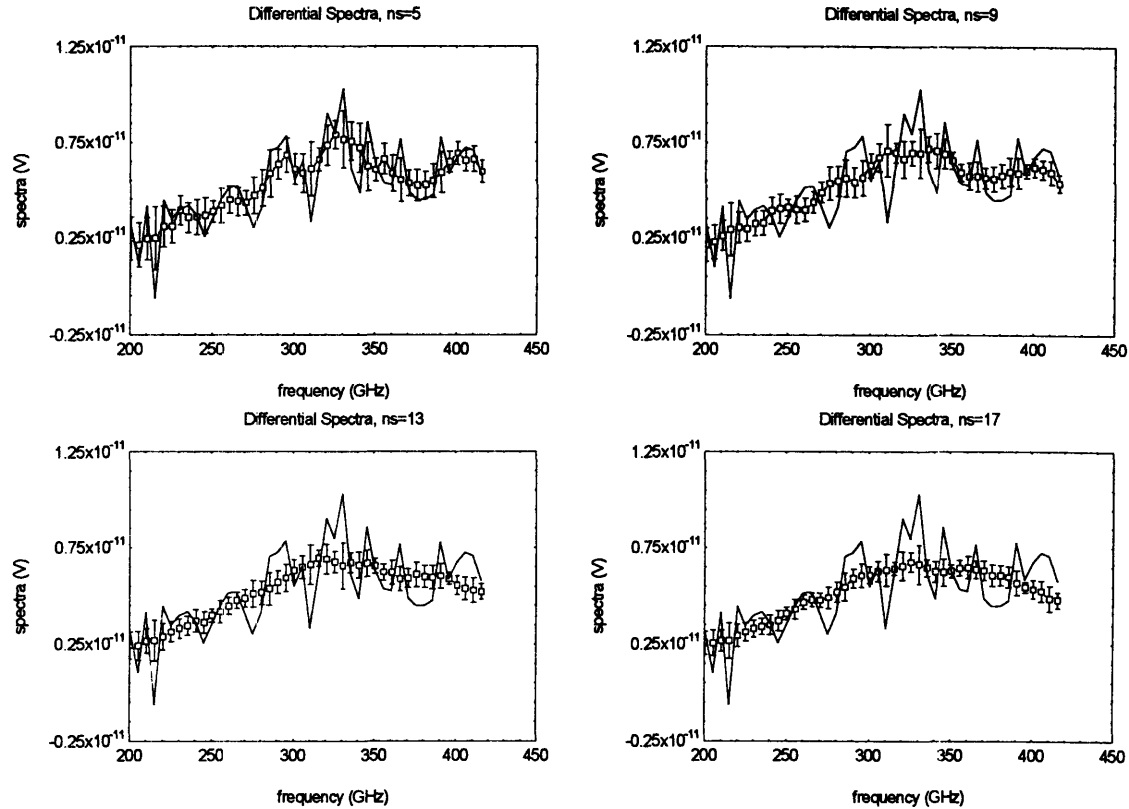 Differential Spectra, ns=5
1.25x10-11
0.75x10-11
0.25x10-11
-0.25x10-11
spectra (V)
200 250 300 350 400 450
frequency (GHz)
Differential Spectra, ns=9
1.25x10-11
0.75x10-11
0.25x10-11
-0.25x10-11
spectra (V)
200 250 300 350 400 450
frequency (GHz)
Differential Spectra, ns=13
1.25x10-11
0.75x10-11
0.25x10-11
-0.25x10-11
spectra (V)
200 250 300 350 400 450
frequency (GHz)
Differential Spectra, ns=17
1.25x10-11
0.75x10-11
0.25x10-11
-0.25x10-11
spectra (V)
200 250 300 350 400 450
frequency (GHz)